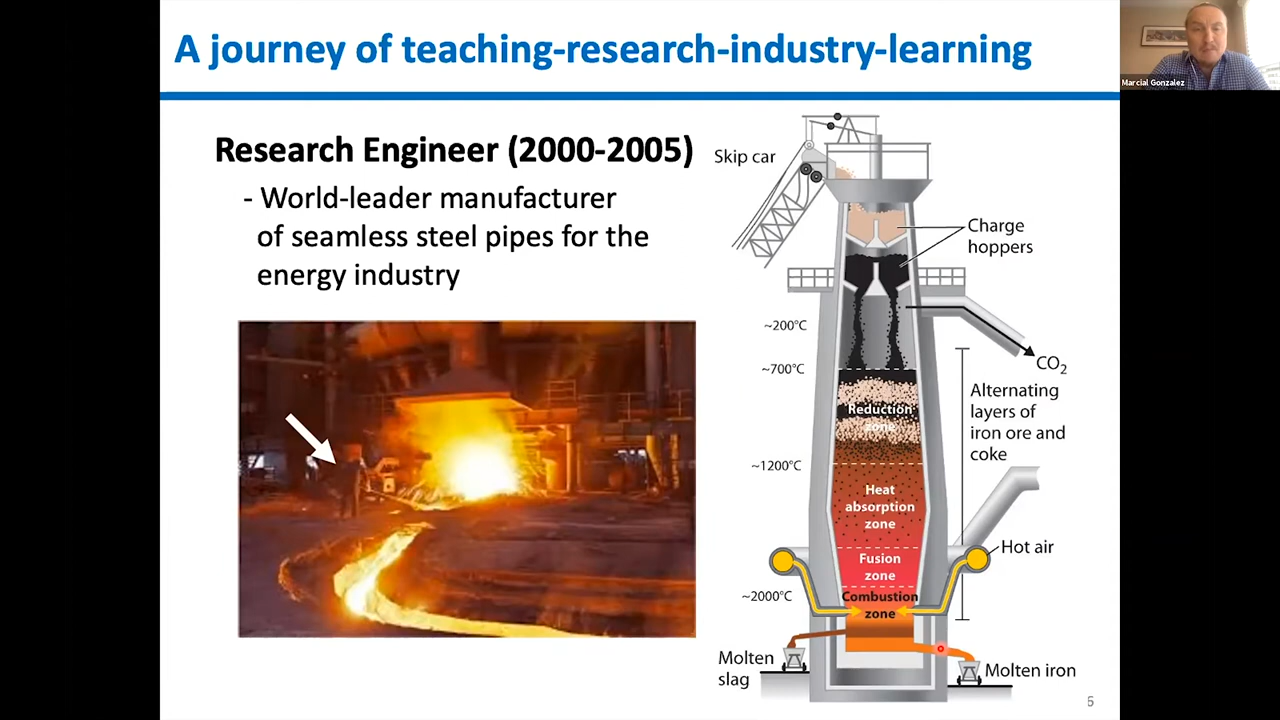 A journey of teaching-research-industry-learning
Marcial Gonzalez
Research Engineer (2000-2005)
- World-leader manufacturer
of seamless steel pipes for the
energy industry
Skip car
Charge
hoppers
~200°C
CO₂
~700°C
Alternating
layers of
iron ore and
coke
Reduction
zone
~1200°C
Heat
absorption
zone
Hot air
Fusion
zone
~2000°C
Combustion
zone
Molten
slag
Molten iron
5